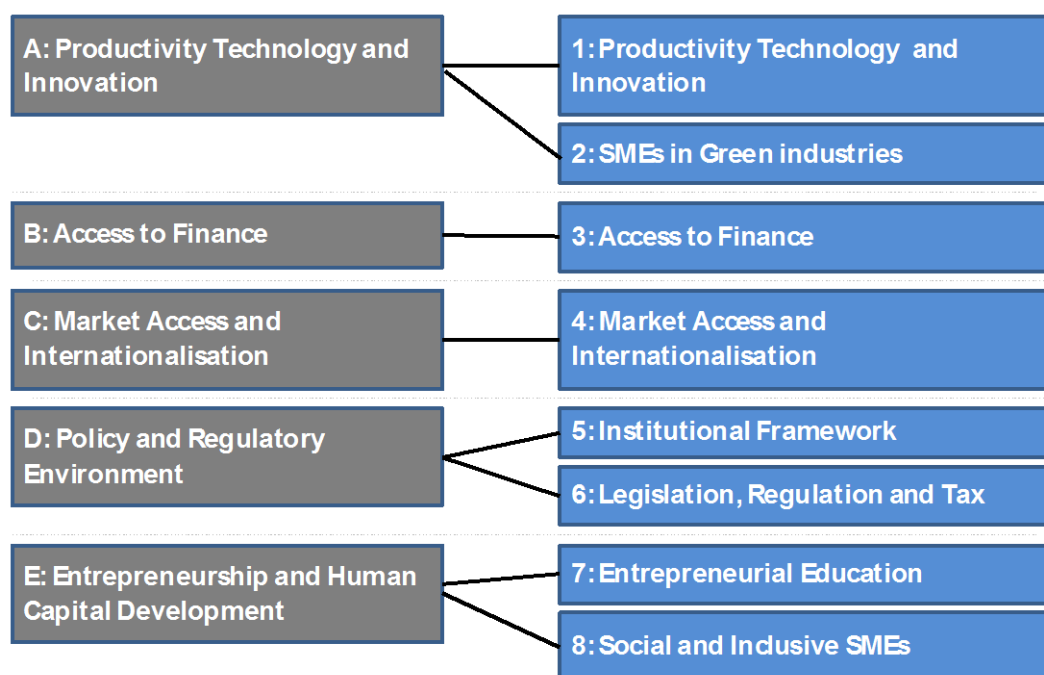 A: Productivity Technology and
Innovation
1: Productivity Technology and
Innovation
2: SMEs in Green industries
B: Access to Finance
3: Access to Finance
C: Market Access and
Internationalisation
4: Market Access and
Internationalisation
D: Policy and Regulatory
Environment
5: Institutional Framework
6: Legislation, Regulation and Tax
E: Entrepreneurship and Human
Capital Development
7: Entrepreneurial Education
8: Social and Inclusive SMEs